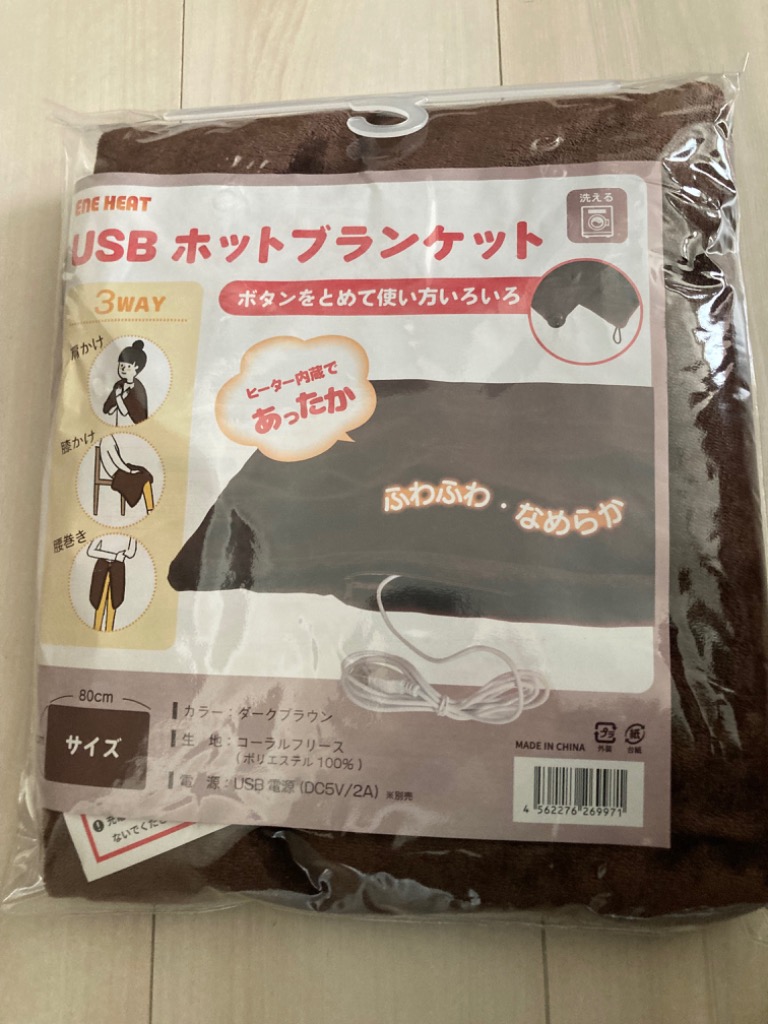 ENE HEAT
USB ホットブランケット
洗える
3WAY
ボタンをとめて使い方いろいろ
肩かけ
膝かけ
腰巻き
ヒーター内蔵で
あったか
ふわふわ・なめらか
80cm
サイズ
カラー:ダークブラウン
生 地:コーラルフリース
(ポリエステル100%)
電 源:USB電源(DC5V/2A) ※別売
MADE IN CHINA
プラ
外装
紙
台紙
4 562276 269971
ないでくださ